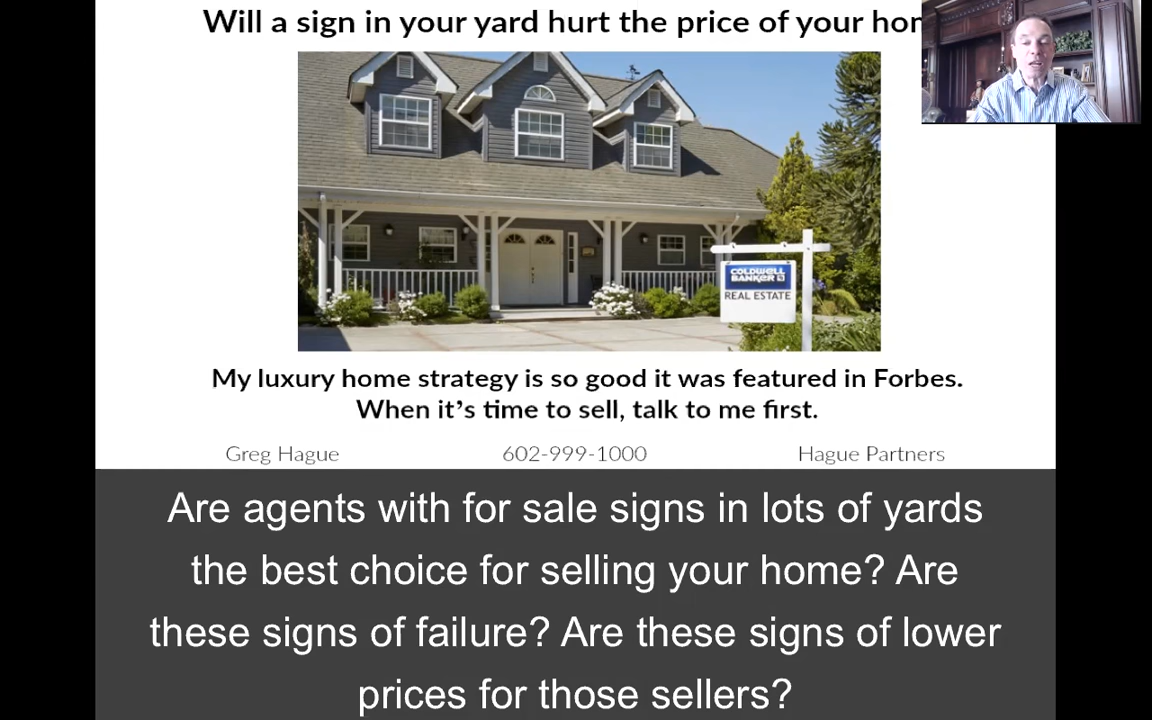 Will a sign in your yard hurt the price of your hom
COLDWELL
BANKER
REAL ESTATE
My luxury home strategy is so good it was featured in Forbes.
When it's time to sell, talk to me first.
Greg Hague 602-999-1000 Hague Partners
Are agents with for sale signs in lots of yards
the best choice for selling your home? Are
these signs of failure? Are these signs of lower
prices for those sellers?